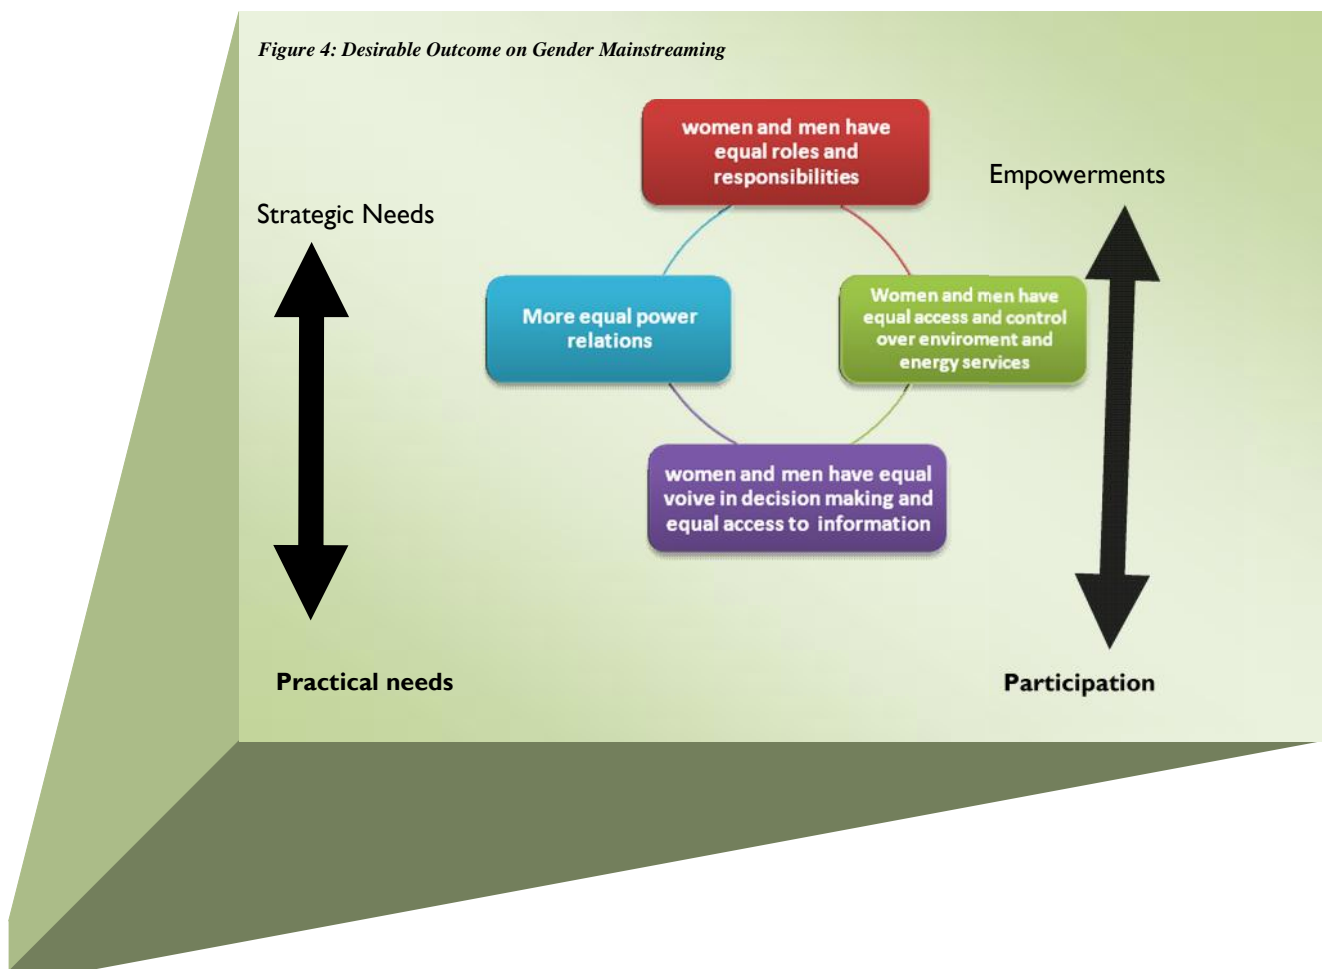 Figure 4: Desirable Outcome on Gender Mainstreaming
women and men have
equal roles and
responsibilities
Empowerments
Strategic Needs
More equal power
relations
Women and men have
equal access and control
over enviroment and
energy services
women and men have equal
voive in decision making and
equal access to information
Practical needs
Participation